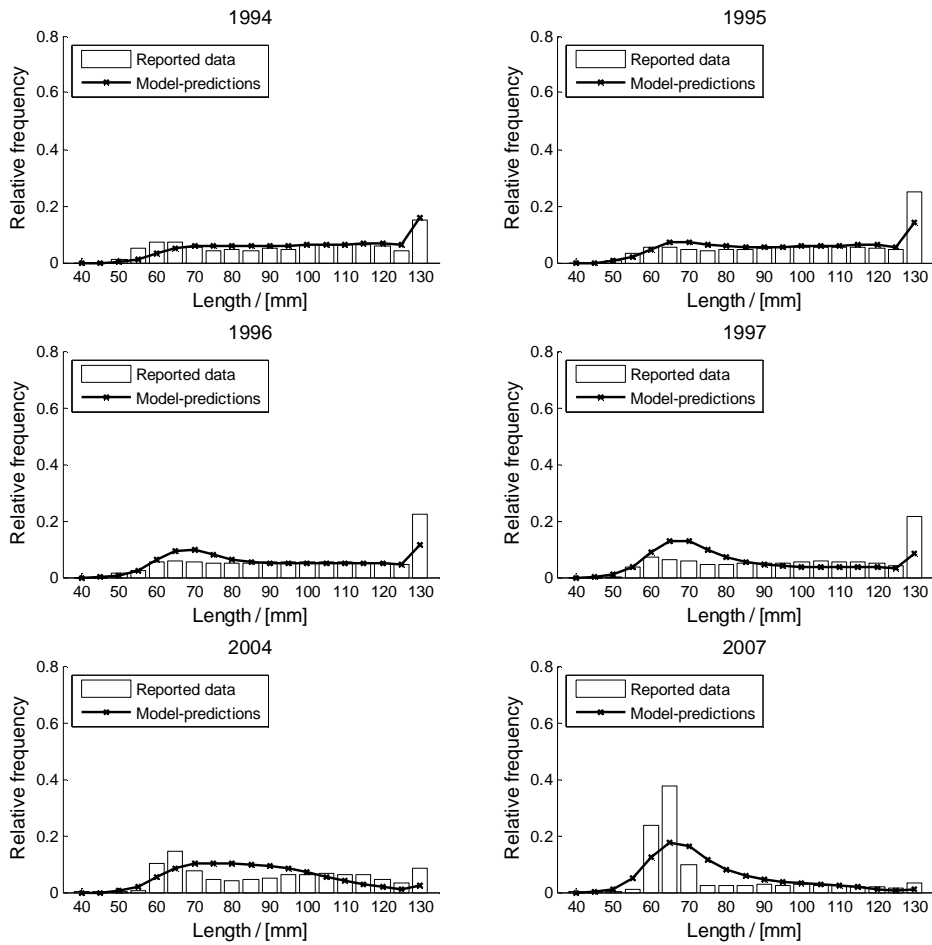 1994
0.8
0.6
0.4
0.2
0
Relative frequency
Reported data
Model-predictions
40 50 60 70 80 90 100 110 120 130
Length / [mm]
1995
0.8
0.6
0.4
0.2
0
Relative frequency
Reported data
Model-predictions
40 50 60 70 80 90 100 110 120 130
Length / [mm]
1996
0.8
0.6
0.4
0.2
0
Relative frequency
Reported data
Model-predictions
40 50 60 70 80 90 100 110 120 130
Length / [mm]
1997
0.8
0.6
0.4
0.2
0
Relative frequency
Reported data
Model-predictions
40 50 60 70 80 90 100 110 120 130
Length / [mm]
2004
0.8
0.6
0.4
0.2
0
Relative frequency
Reported data
Model-predictions
40 50 60 70 80 90 100 110 120 130
Length / [mm]
2007
0.8
0.6
0.4
0.2
0
Relative frequency
Reported data
Model-predictions
40 50 60 70 80 90 100 110 120 130
Length / [mm]